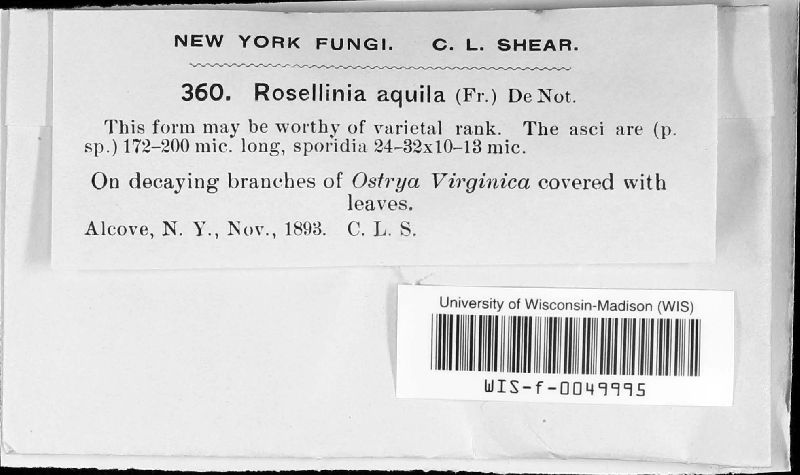 NEW YORK FUNGI. C. L. SHEAR.
360. Rosellinia aquila (Fr.) De Not.
This form may be worthy of varietal rank. The asci are (p.
sp.) 172–200 mic. long, sporidia 24–32x10–13 mic.
On decaying branches of Ostrya Virginica covered with
leaves.
Alcove, N. Y., Nov., 1893. C. L. S.
University of Wisconsin-Madison (WIS)
WIS-f-0049995